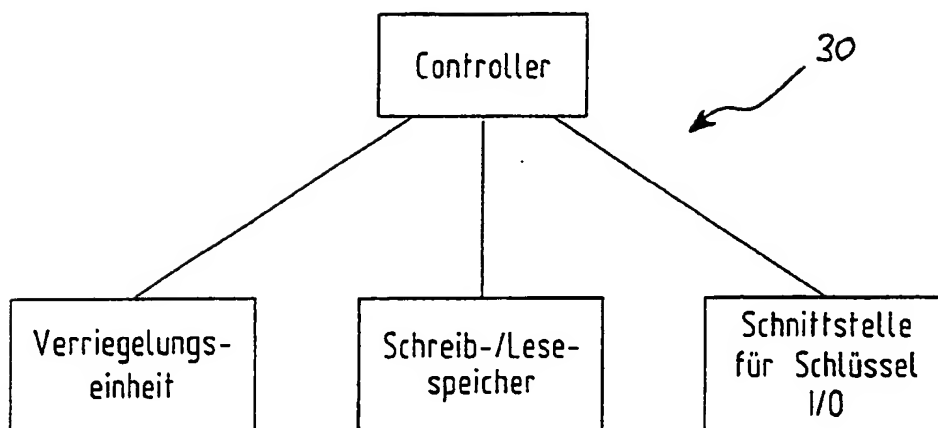 Controller
30
Verriegelungs-
einheit
Schreib-/Lese-
speicher
Schnittstelle
für Schlüssel
I/O